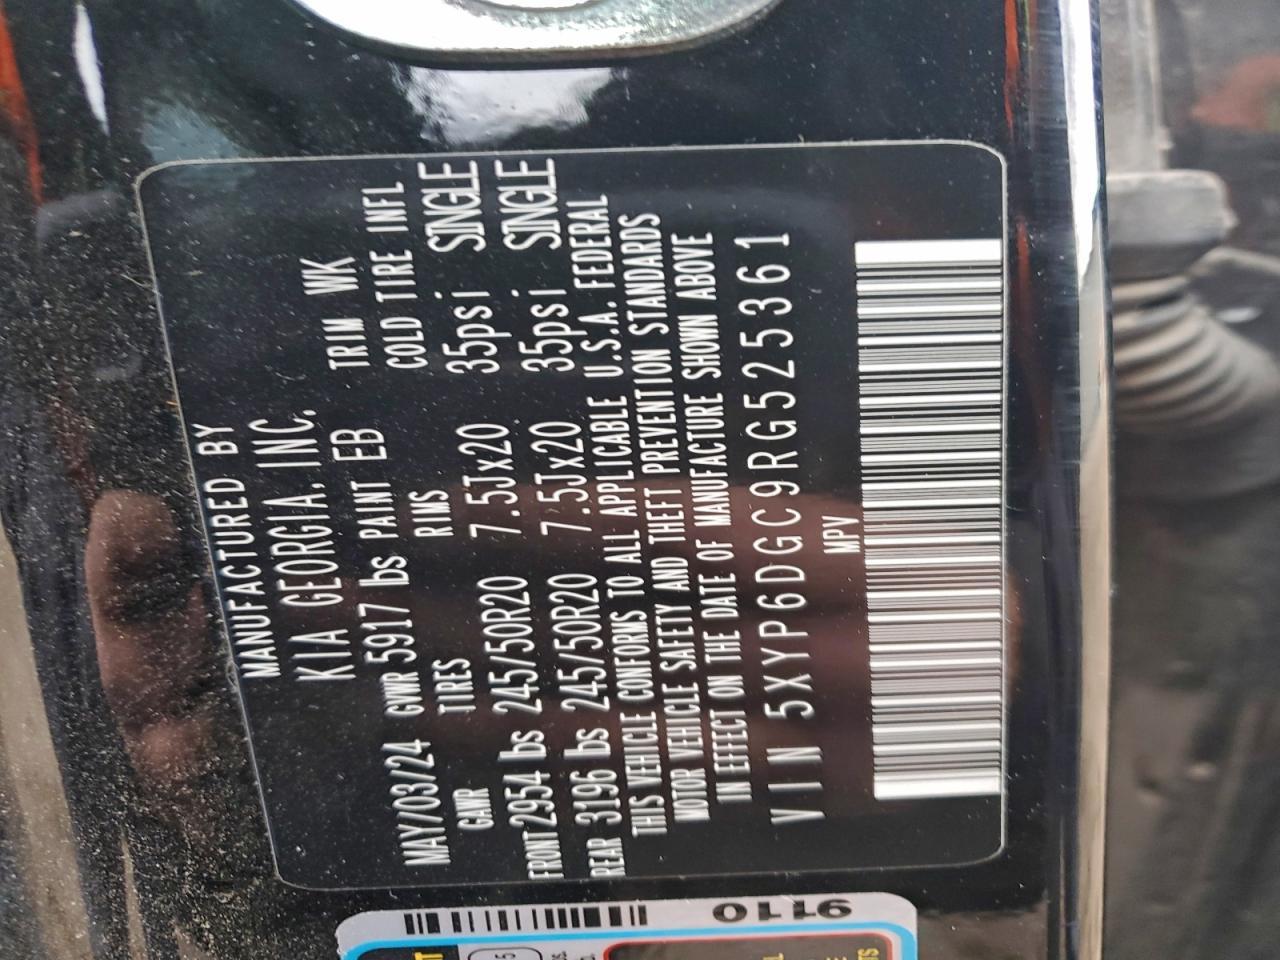 MANUFACTURED BY
KIA GEORGIA, INC.
MAY/03/24 GVWR 5917 lbs PAINT EB TRIM WK
GAWR TIRES RIMS COLD TIRE INFL
FRONT 2954 lbs 245/50R20 7.5Jx20 35psi SINGLE
REAR 3196 lbs 245/50R20 7.5Jx20 35psi SINGLE
THIS VEHICLE CONFORMS TO ALL APPLICABLE U.S.A. FEDERAL
MOTOR VEHICLE SAFETY AND THEFT PREVENTION STANDARDS
IN EFFECT ON THE DATE OF MANUFACTURE SHOWN ABOVE
VIN 5XYP6DGC9RG525361
MPV
9110